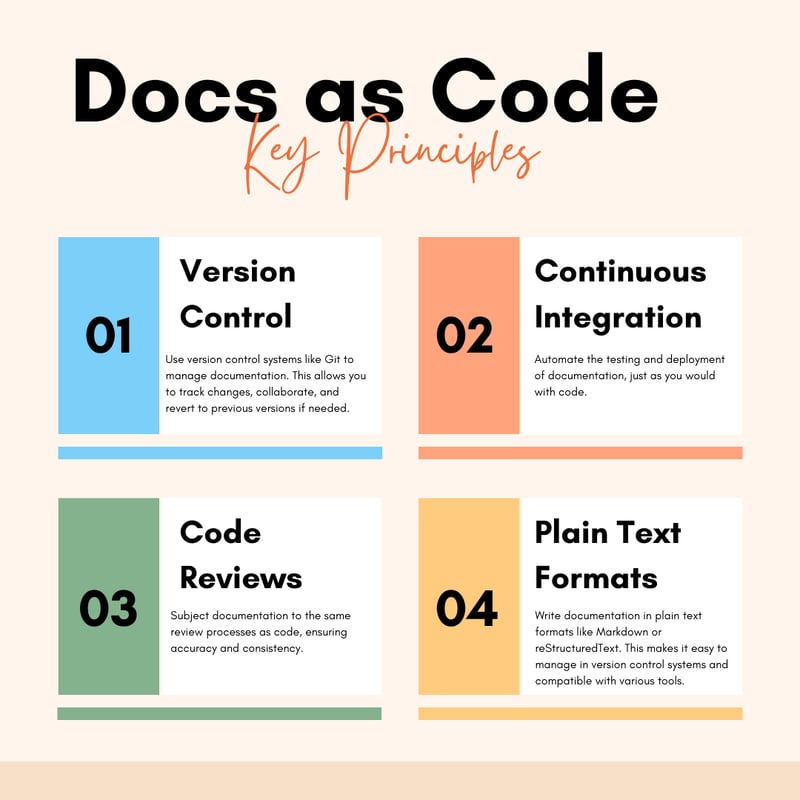 Docs as Code
Key Principles
01
Version
Control
Use version control systems like Git to
manage documentation. This allows you
to track changes, collaborate, and
revert to previous versions if needed.
02
Continuous
Integration
Automate the testing and deployment
of documentation, just as you would
with code.
03
Code
Reviews
Subject documentation to the same
review processes as code, ensuring
accuracy and consistency.
04
Plain Text
Formats
Write documentation in plain text
formats like Markdown or
reStructuredText. This makes it easy to
manage in version control systems and
compatible with various tools.